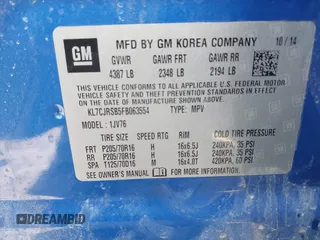 GM
MFD BY GM KOREA COMPANY 10/14
GVWR GAWR FRT GAWR RR
4387 LB 2348 LB 2194 LB
THIS VEHICLE CONFORMS TO ALL APPLICABLE U.S. FEDERAL MOTOR
VEHICLE SAFETY AND THEFT PREVENTION STANDARDS IN EFFECT ON
THE DATE OF MANUFACTURE SHOWN ABOVE.
KL7CJRSB5FB063554 TYPE: MPV
MODEL: 1JV76
TIRE SIZE SPEED RTG RIM COLD TIRE PRESSURE
FRT P205/70R16 H 16x6.5J 240KPA, 35 PSI
RR P205/70R16 H 16x6.5J 240KPA, 35 PSI
SPA T125/70D16 M 16x4.0T 420KPA, 60 PSI
SEE OWNER'S MANUAL FOR ADDITIONAL INFORMATION.
DREAMBID